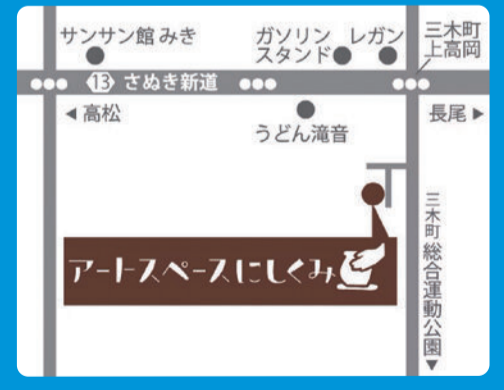 サンサン館 みき
ガソリン
スタンド
レガン
三木町
上高岡
13 さぬき新道
◀ 高松
長尾 ▶
うどん滝音
アートスペースにしくみ
三木町 総合運動公園 ▼